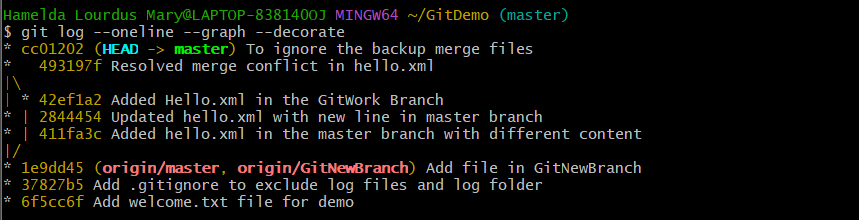 Hamelda Lourdus Mary@LAPTOP-83814OOJ MINGW64 ~/GitDemo (master)
$ git log --oneline --graph --decorate
* cc01202 (HEAD -> master) To ignore the backup merge files
*   493197f Resolved merge conflict in hello.xml
|\
| * 42ef1a2 Added Hello.xml in the GitWork Branch
* | 2844454 Updated hello.xml with new line in master branch
* | 411fa3c Added hello.xml in the master branch with different content
|/
* 1e9dd45 (origin/master, origin/GitNewBranch) Add file in GitNewBranch
* 37827b5 Add .gitignore to exclude log files and log folder
* 6f5cc6f Add welcome.txt file for demo